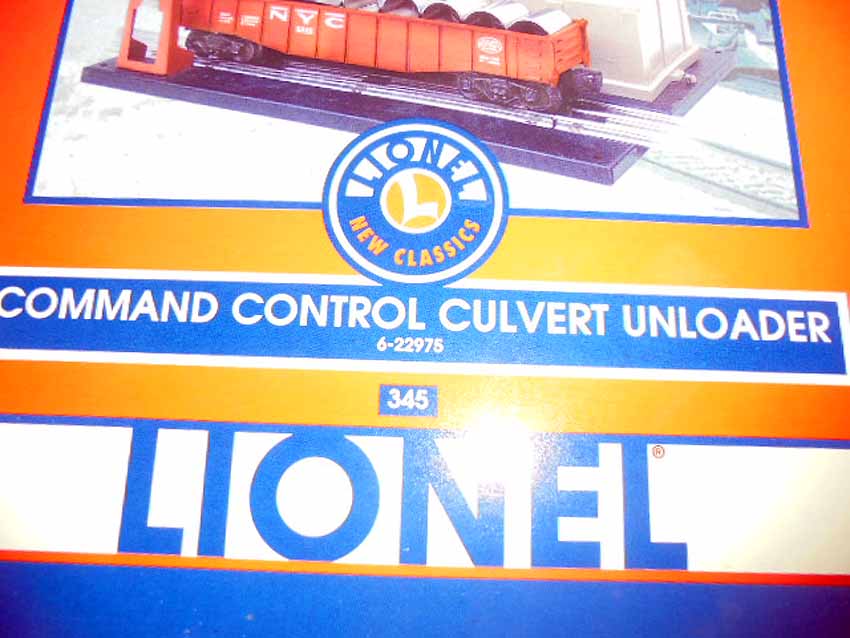 NYC
LIONEL
L
NEW CLASSICS
COMMAND CONTROL CULVERT UNLOADER
6-22975
345
LIONEL®